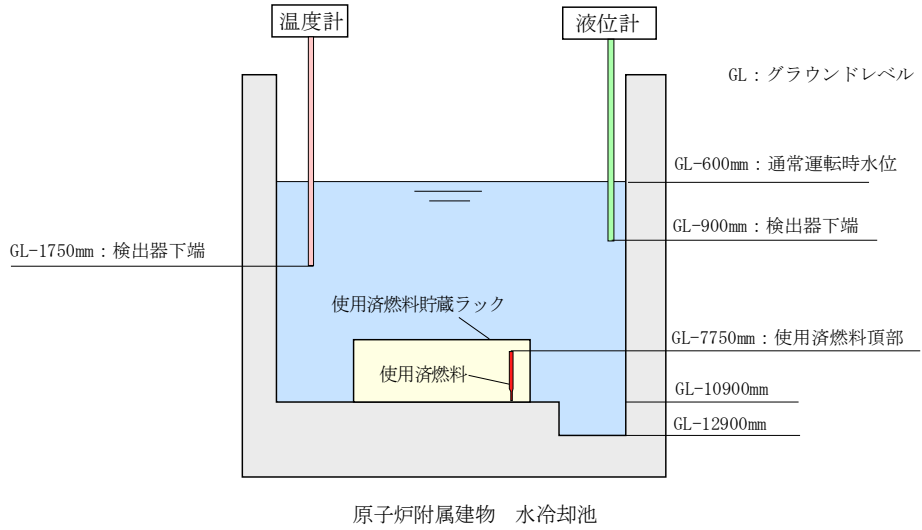 温度計
液位計
GL：グラウンドレベル
GL-600mm：通常運転時水位
GL-900mm：検出器下端
GL-1750mm：検出器下端
使用済燃料貯蔵ラック
GL-7750mm：使用済燃料頂部
使用済燃料
GL-10900mm
GL-12900mm
原子炉附属建物　水冷却池